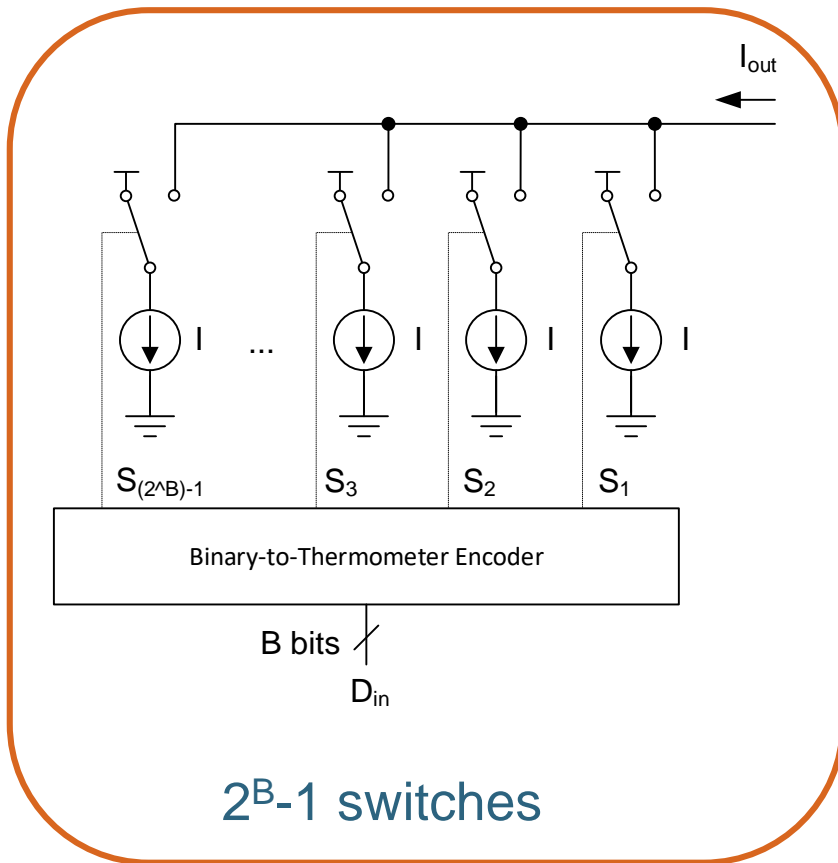 Iout
I ... I I I
S(2^B)-1 S3 S2 S1
Binary-to-Thermometer Encoder
B bits
Din
2B-1 switches